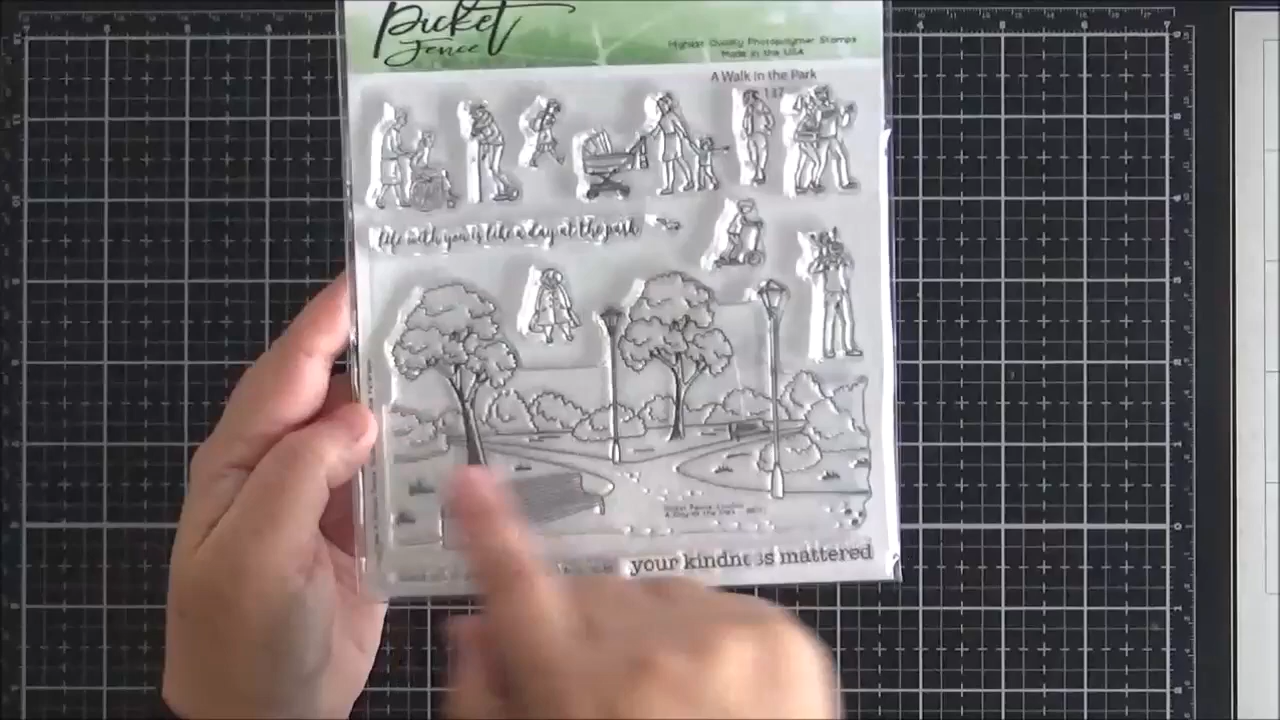 Picket
Fence
Highest Quality Photopolymer Stamps
Made in the USA
A Walk in the Park
137
life with you is like a day at the park
your kindness mattered